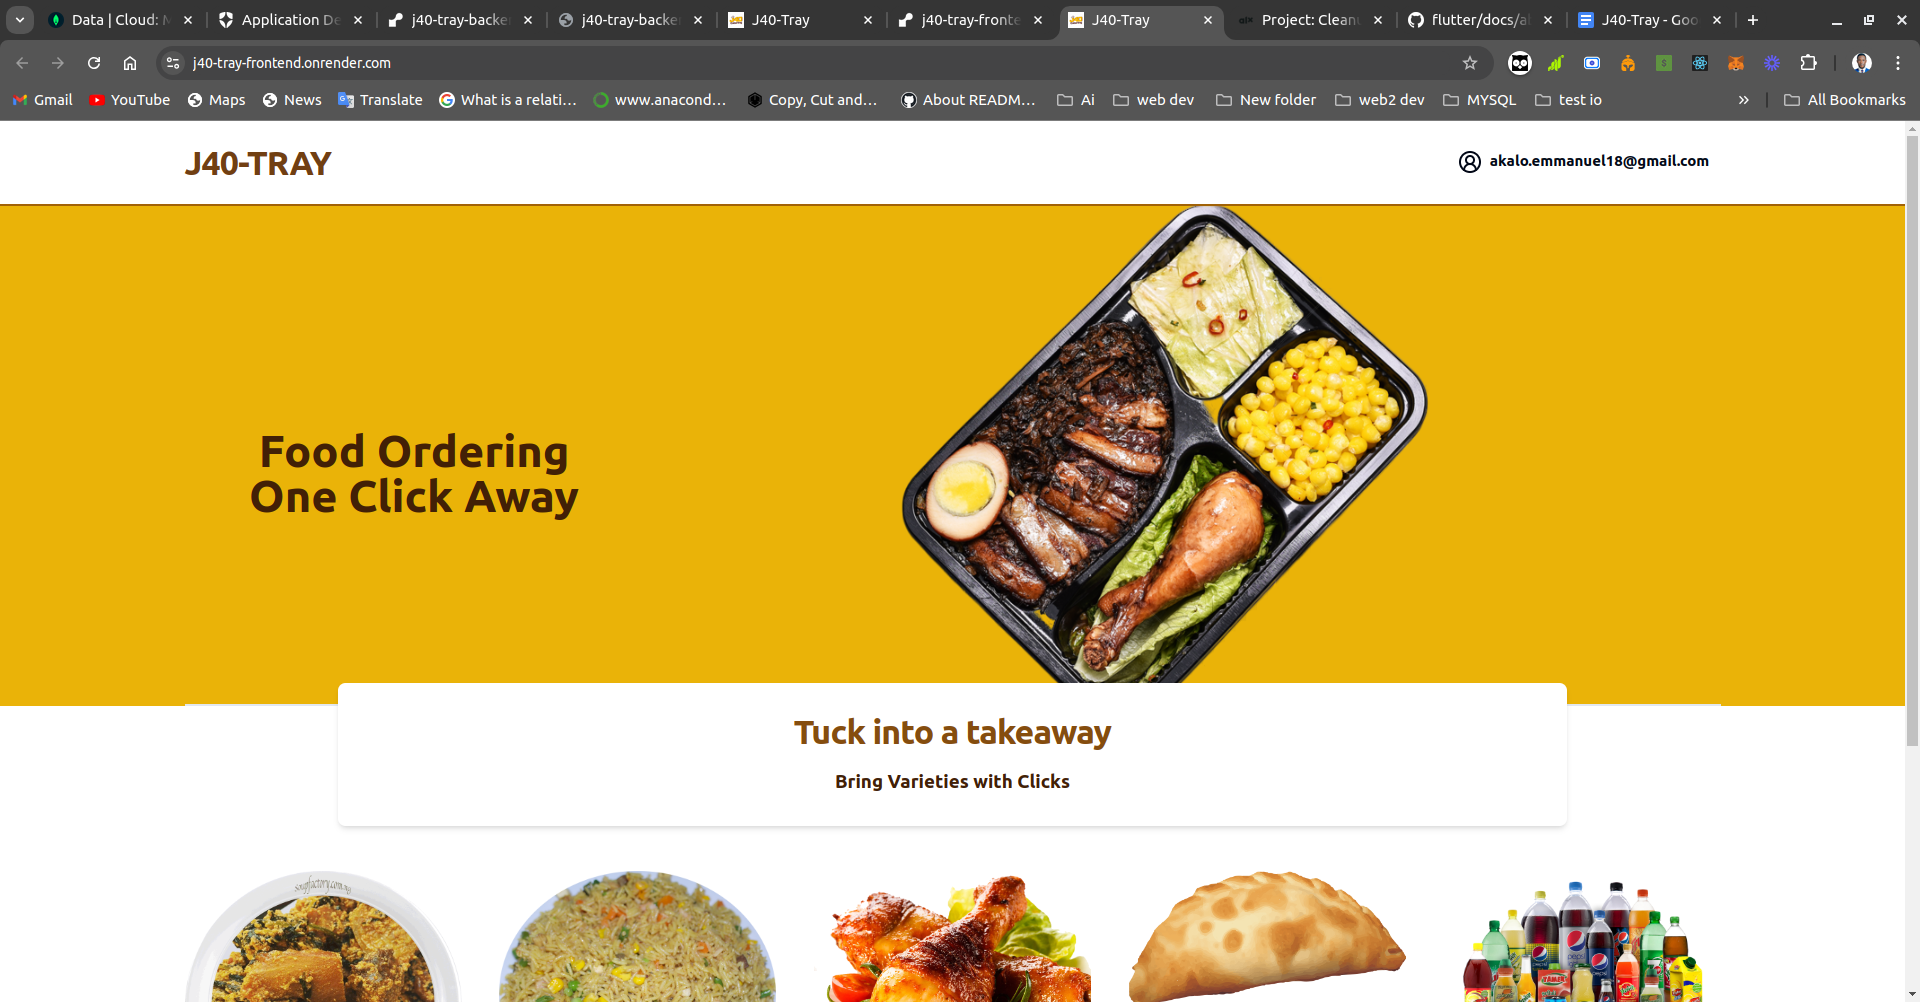 Data | Cloud: M
Application De
j40-tray-backe
j40-tray-backe
J40-Tray
j40-tray-fronte
J40-Tray
Project: Clean
flutter/docs/a
J40-Tray - Goo
j40-tray-frontend.onrender.com
Gmail
YouTube
Maps
News
Translate
What is a relati...
www.anacond...
Copy, Cut and...
About READM...
Ai
web dev
New folder
web2 dev
MYSQL
test io
All Bookmarks
J40-TRAY
akalo.emmanuel18@gmail.com
Food Ordering
One Click Away
Tuck into a takeaway
Bring Varieties with Clicks
soupfactory.com.ng
pepsi